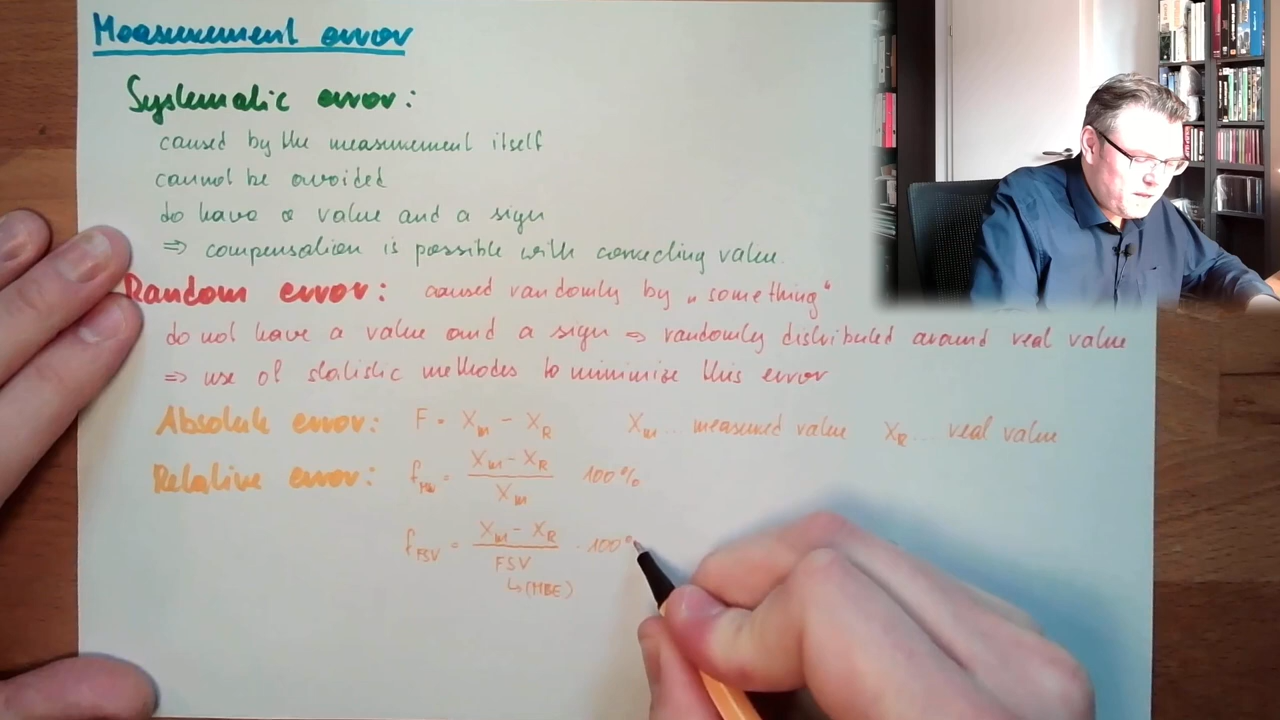 Measurement error
Systematic error:
caused by the measurement itself
cannot be avoided
do have a value and a sign
⇒ compensation is possible with correcting value.
Random error: caused randomly by „something“
do not have a value and a sign ⇒ randomly distributed around real value
⇒ use of statistic methodes to minimize this error
Absolute error: F = X_m - X_R X_m... measured value X_R... real value
Relative error: f_MW = (X_m - X_R) / X_m 100%
f_FSV = (X_m - X_R) / FSV · 100%
↳(MBE)